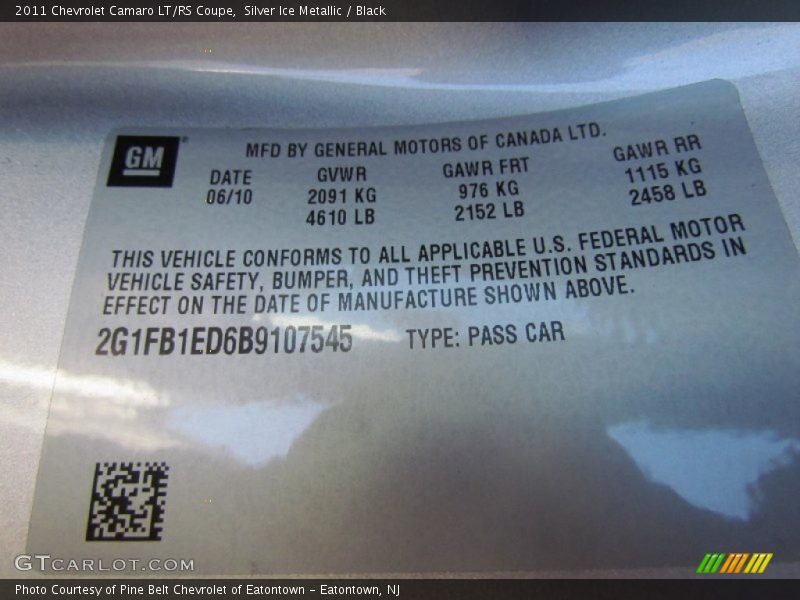 2011 Chevrolet Camaro LT/RS Coupe, Silver Ice Metallic / Black
GM
MFD BY GENERAL MOTORS OF CANADA LTD.
DATE GVWR GAWR FRT GAWR RR
06/10 2091 KG 976 KG 1115 KG
4610 LB 2152 LB 2458 LB
THIS VEHICLE CONFORMS TO ALL APPLICABLE U.S. FEDERAL MOTOR
VEHICLE SAFETY, BUMPER, AND THEFT PREVENTION STANDARDS IN
EFFECT ON THE DATE OF MANUFACTURE SHOWN ABOVE.
2G1FB1ED6B9107545 TYPE: PASS CAR
GTCARLOT.COM
Photo Courtesy of Pine Belt Chevrolet of Eatontown – Eatontown, NJ